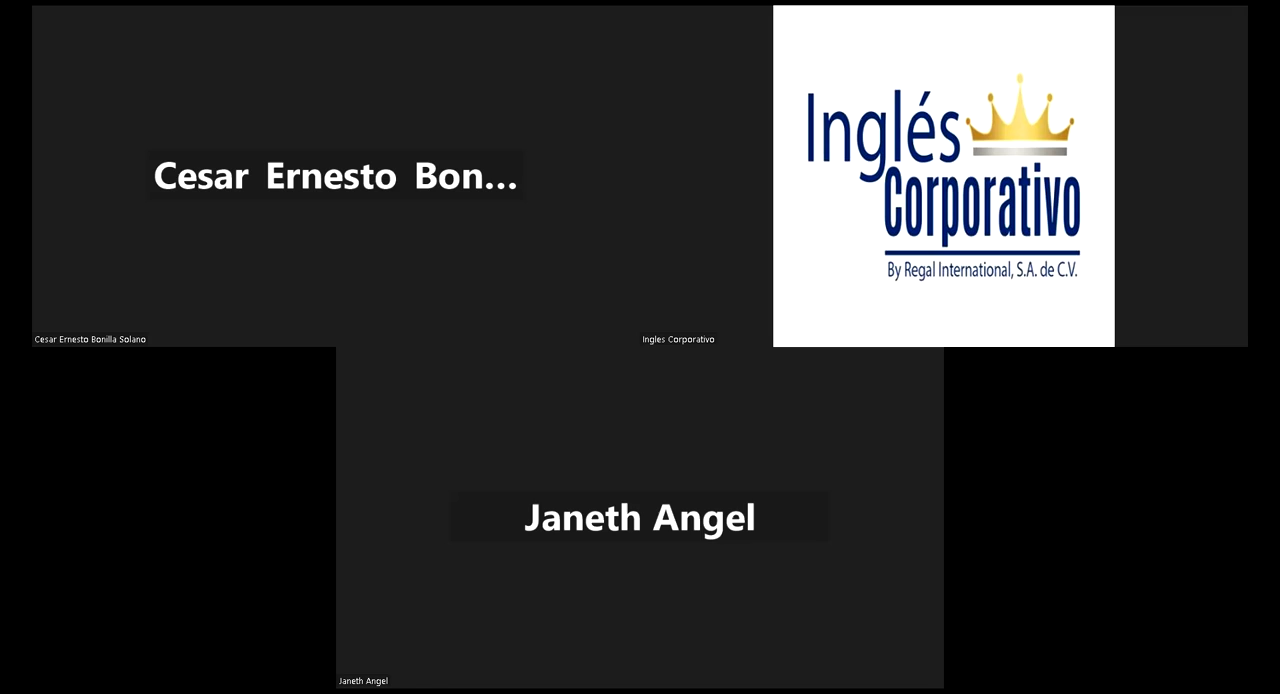 Cesar Ernesto Bon...
Cesar Ernesto Bonilla Solano
Inglés
Corporativo
By Regal International, S.A. de C.V.
Ingles Corporativo
Janeth Angel
Janeth Angel